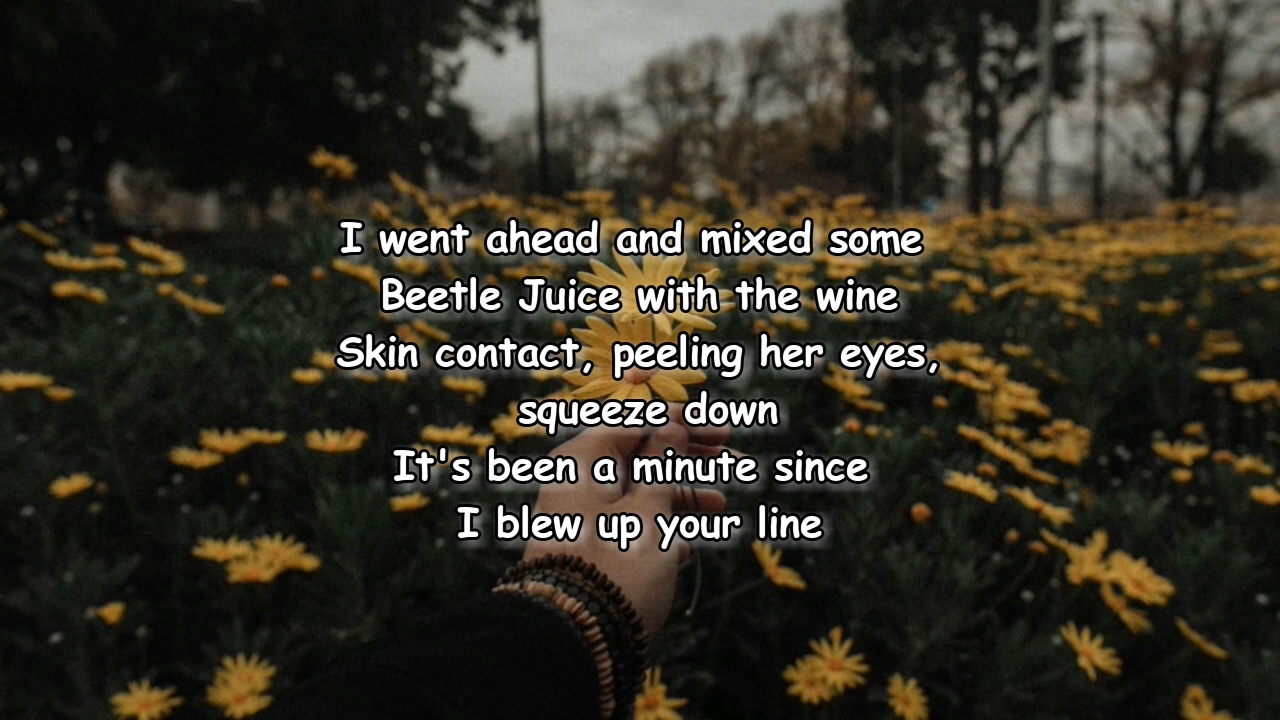 I went ahead and mixed some
Beetle Juice with the wine
Skin contact, peeling her eyes,
squeeze down
It's been a minute since
I blew up your line